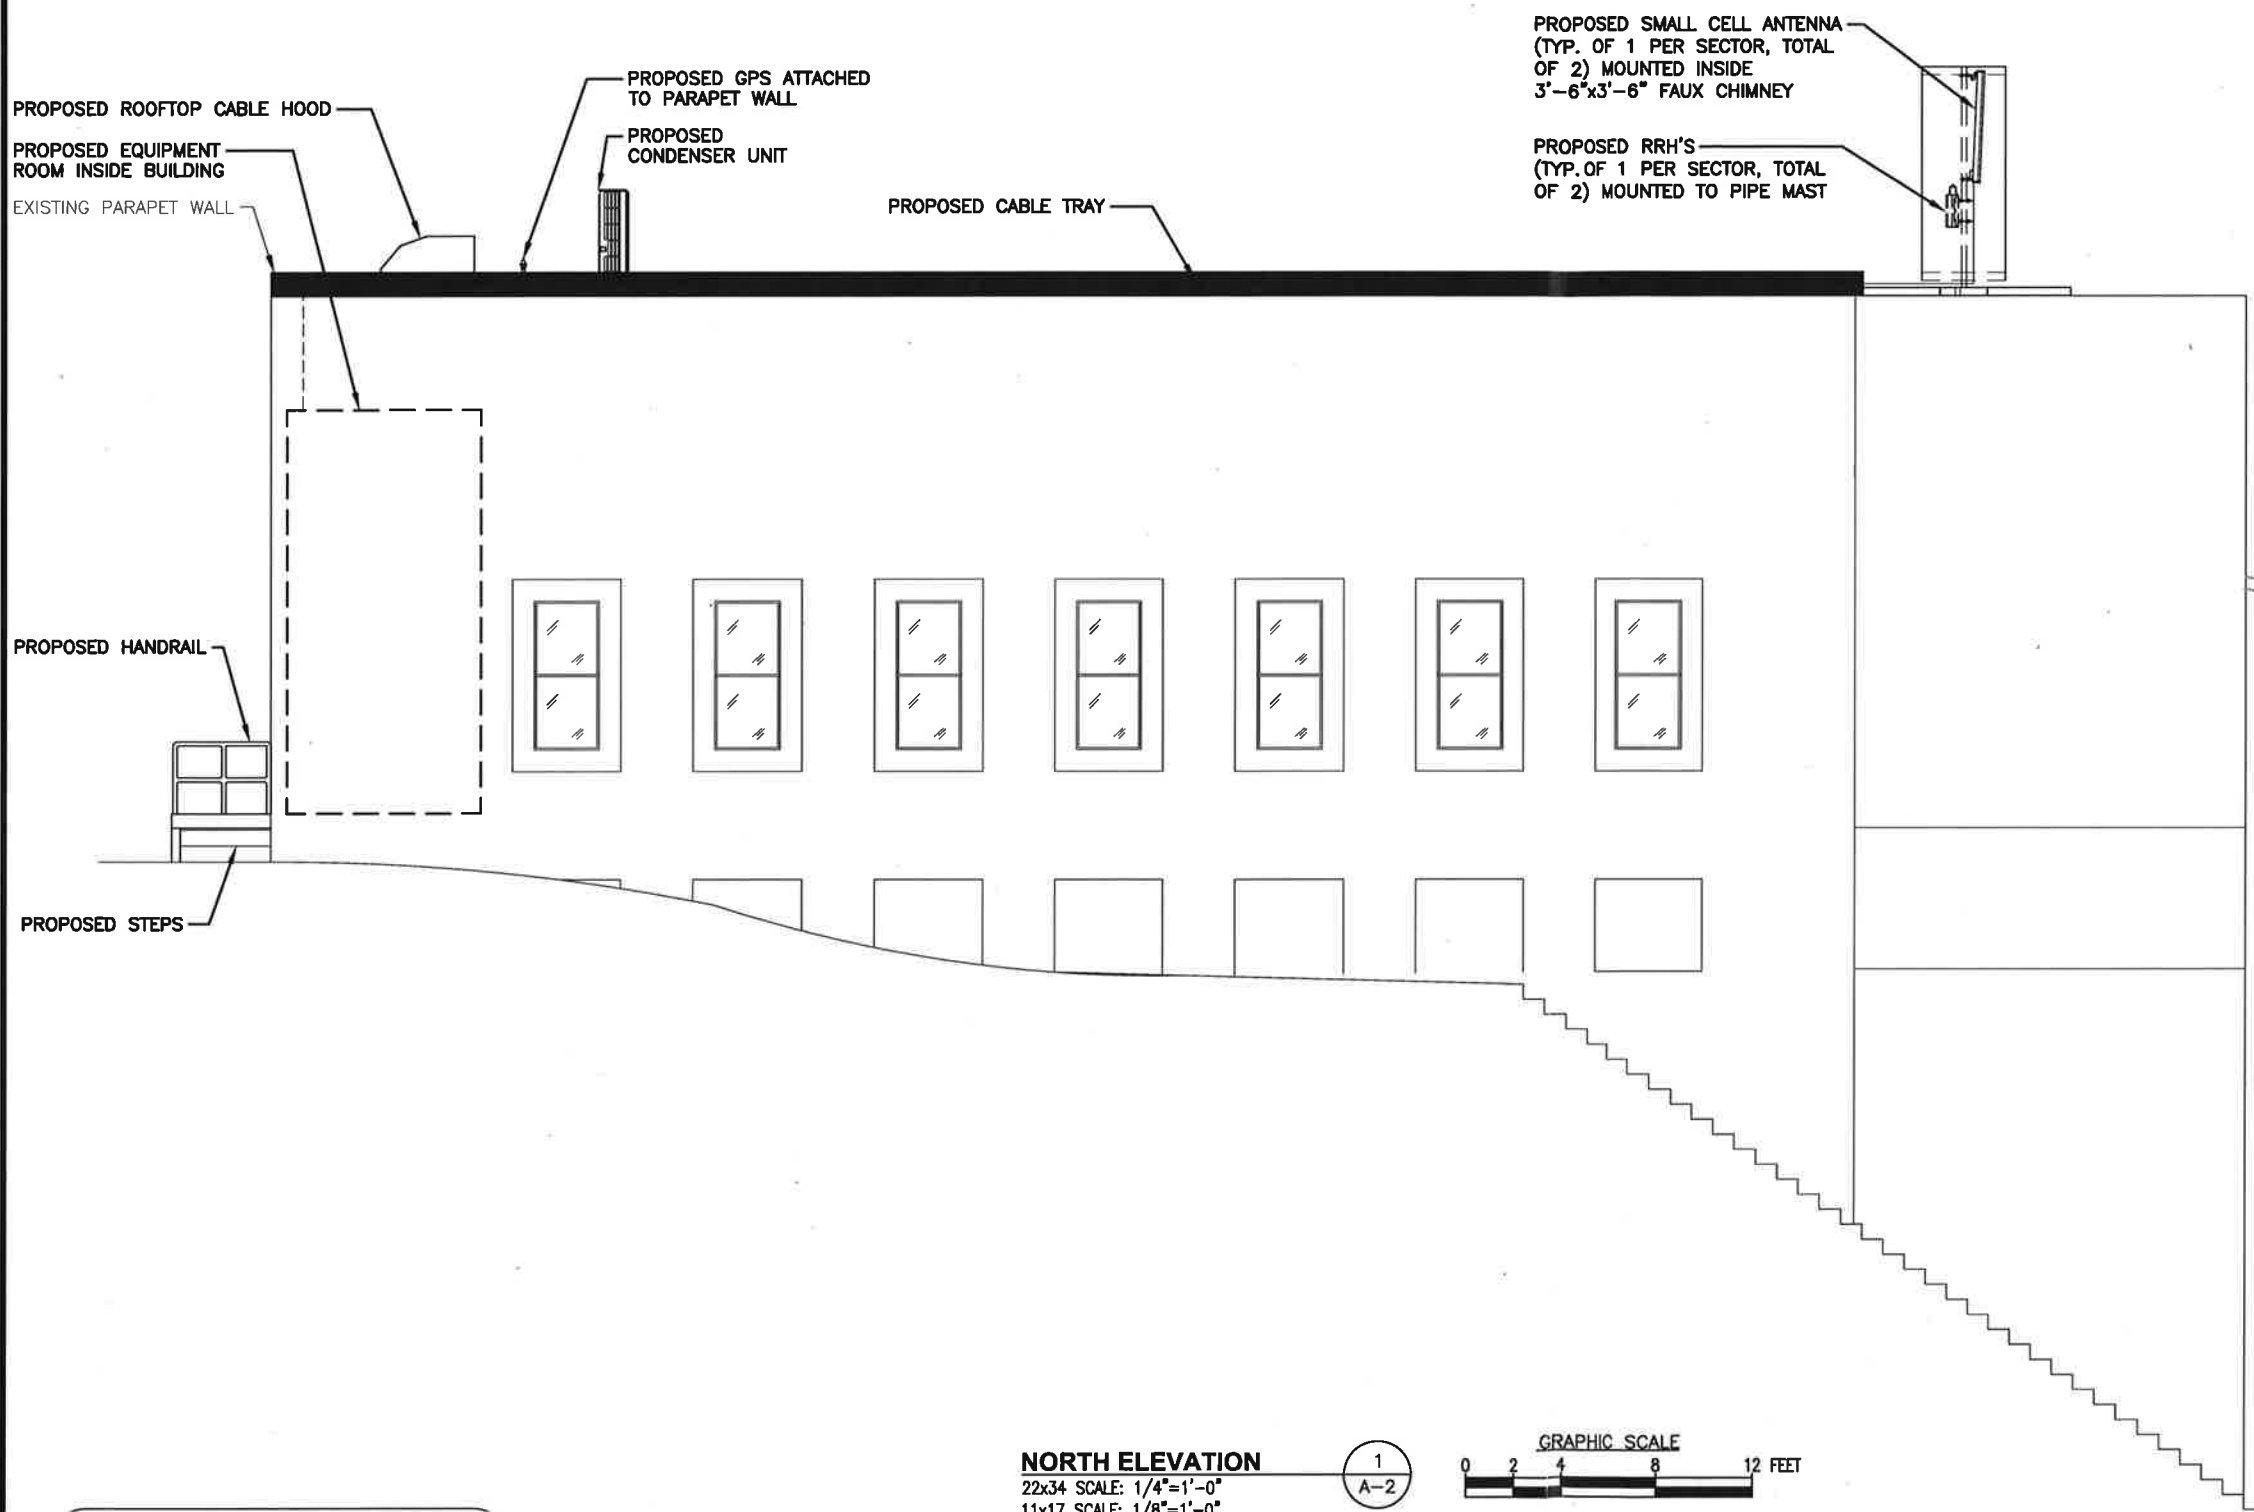 PROPOSED SMALL CELL ANTENNA
(TYP. OF 1 PER SECTOR, TOTAL
OF 2) MOUNTED INSIDE
3'-6"x3'-6" FAUX CHIMNEY
PROPOSED GPS ATTACHED
TO PARAPET WALL
PROPOSED ROOFTOP CABLE HOOD
PROPOSED
CONDENSER UNIT
PROPOSED EQUIPMENT
ROOM INSIDE BUILDING
PROPOSED RRH'S
(TYP. OF 1 PER SECTOR, TOTAL
OF 2) MOUNTED TO PIPE MAST
EXISTING PARAPET WALL
PROPOSED CABLE TRAY
PROPOSED HANDRAIL
PROPOSED STEPS
NORTH ELEVATION
22x34 SCALE: 1/4"=1'-0"
11x17 SCALE: 1/8"=1'-0"
1
A-2
GRAPHIC SCALE
0 2 4 8 12 FEET